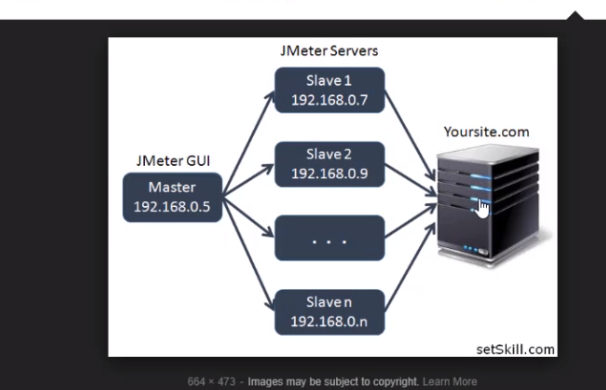 JMeter Servers
Slave 1
192.168.0.7
Yoursite.com
Slave 2
192.168.0.9
JMeter GUI
Master
192.168.0.5
. . .
Slave n
192.168.0.n
setSkill.com
664 × 473 - Images may be subject to copyright. Learn More